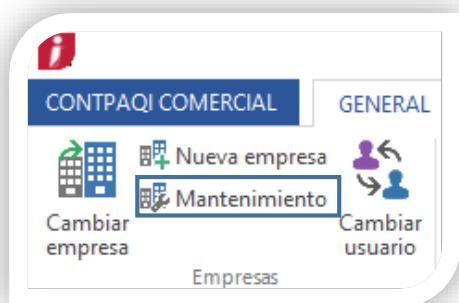 CONTPAQI COMERCIAL GENERAL
Nueva empresa
Mantenimiento
Cambiar
empresa
Cambiar
usuario
Empresas